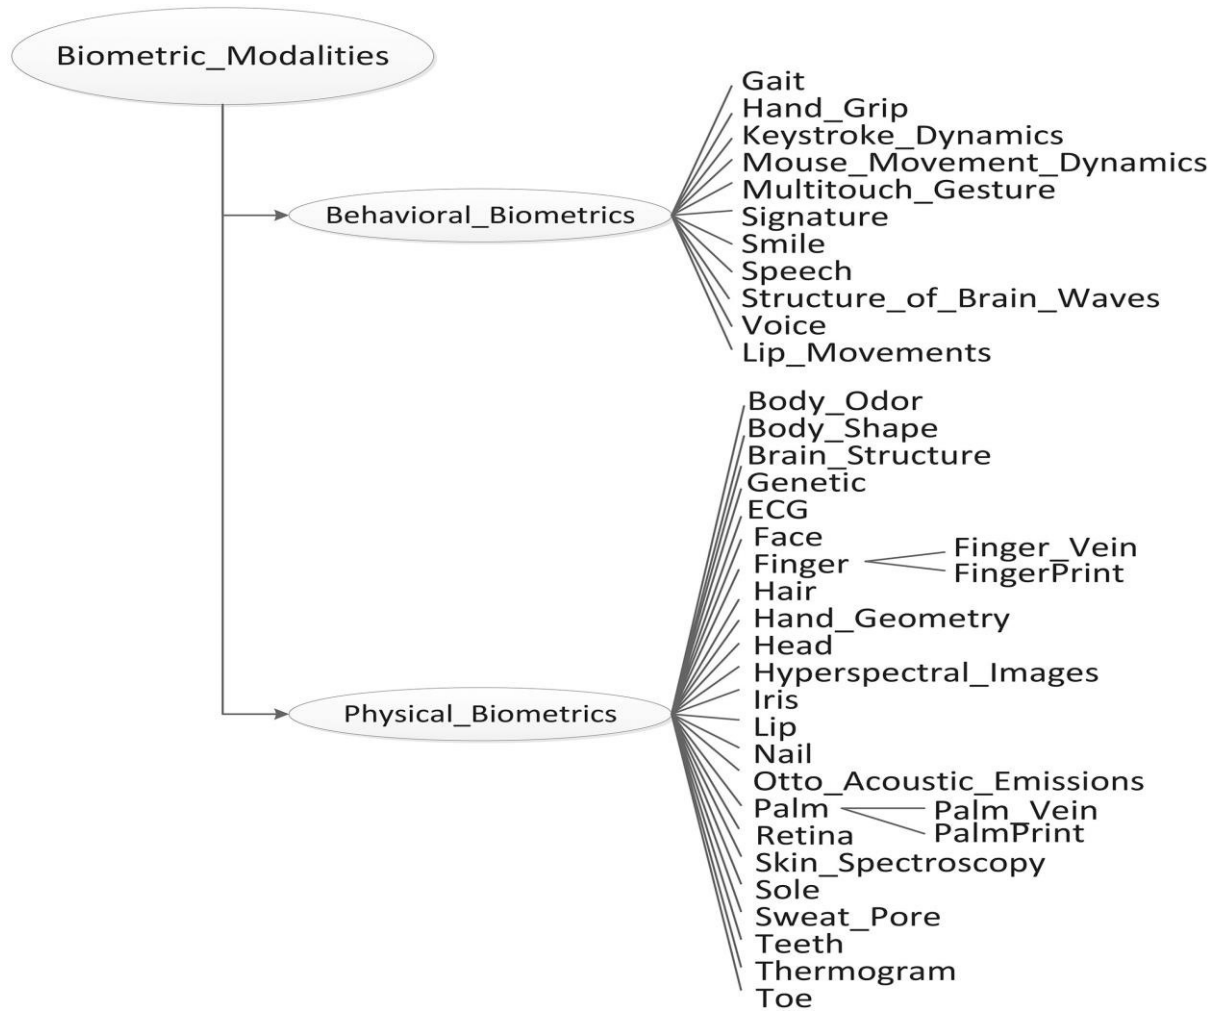 Biometric_Modalities
Behavioral_Biometrics
Gait
Hand_Grip
Keystroke_Dynamics
Mouse_Movement_Dynamics
Multitouch_Gesture
Signature
Smile
Speech
Structure_of_Brain_Waves
Voice
Lip_Movements
Physical_Biometrics
Body_Odor
Body_Shape
Brain_Structure
Genetic
ECG
Face
Finger
Finger_Vein
FingerPrint
Hair
Hand_Geometry
Head
Hyperspectral_Images
Iris
Lip
Nail
Otto_Acoustic_Emissions
Palm
Palm_Vein
PalmPrint
Retina
Skin_Spectroscopy
Sole
Sweat_Pore
Teeth
Thermogram
Toe